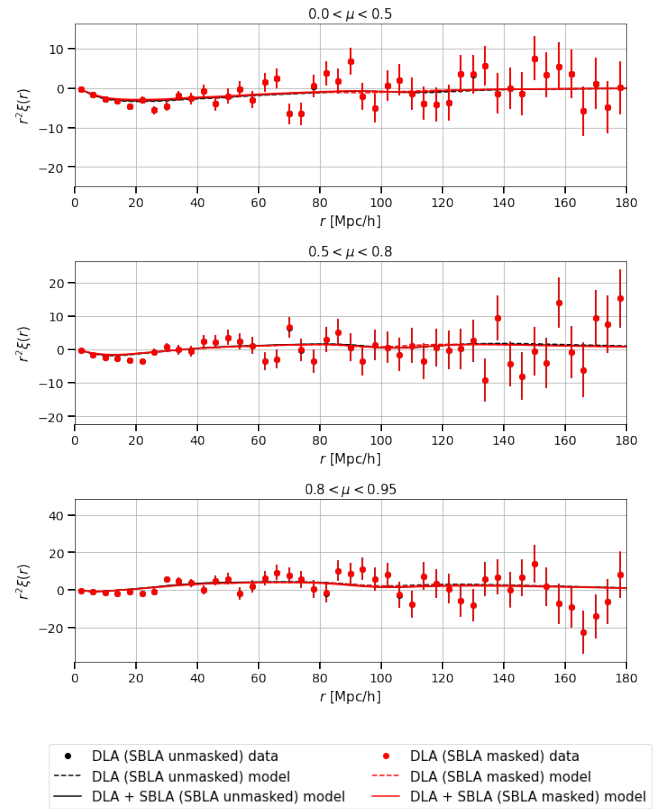 0.0 < μ < 0.5
r²ξ(r)
10
0
−10
−20
0 20 40 60 80 100 120 140 160 180
r [Mpc/h]
0.5 < μ < 0.8
r²ξ(r)
20
10
0
−10
−20
0 20 40 60 80 100 120 140 160 180
r [Mpc/h]
0.8 < μ < 0.95
r²ξ(r)
40
20
0
−20
0 20 40 60 80 100 120 140 160 180
r [Mpc/h]
DLA (SBLA unmasked) data
DLA (SBLA unmasked) model
DLA + SBLA (SBLA unmasked) model
DLA (SBLA masked) data
DLA (SBLA masked) model
DLA + SBLA (SBLA masked) model